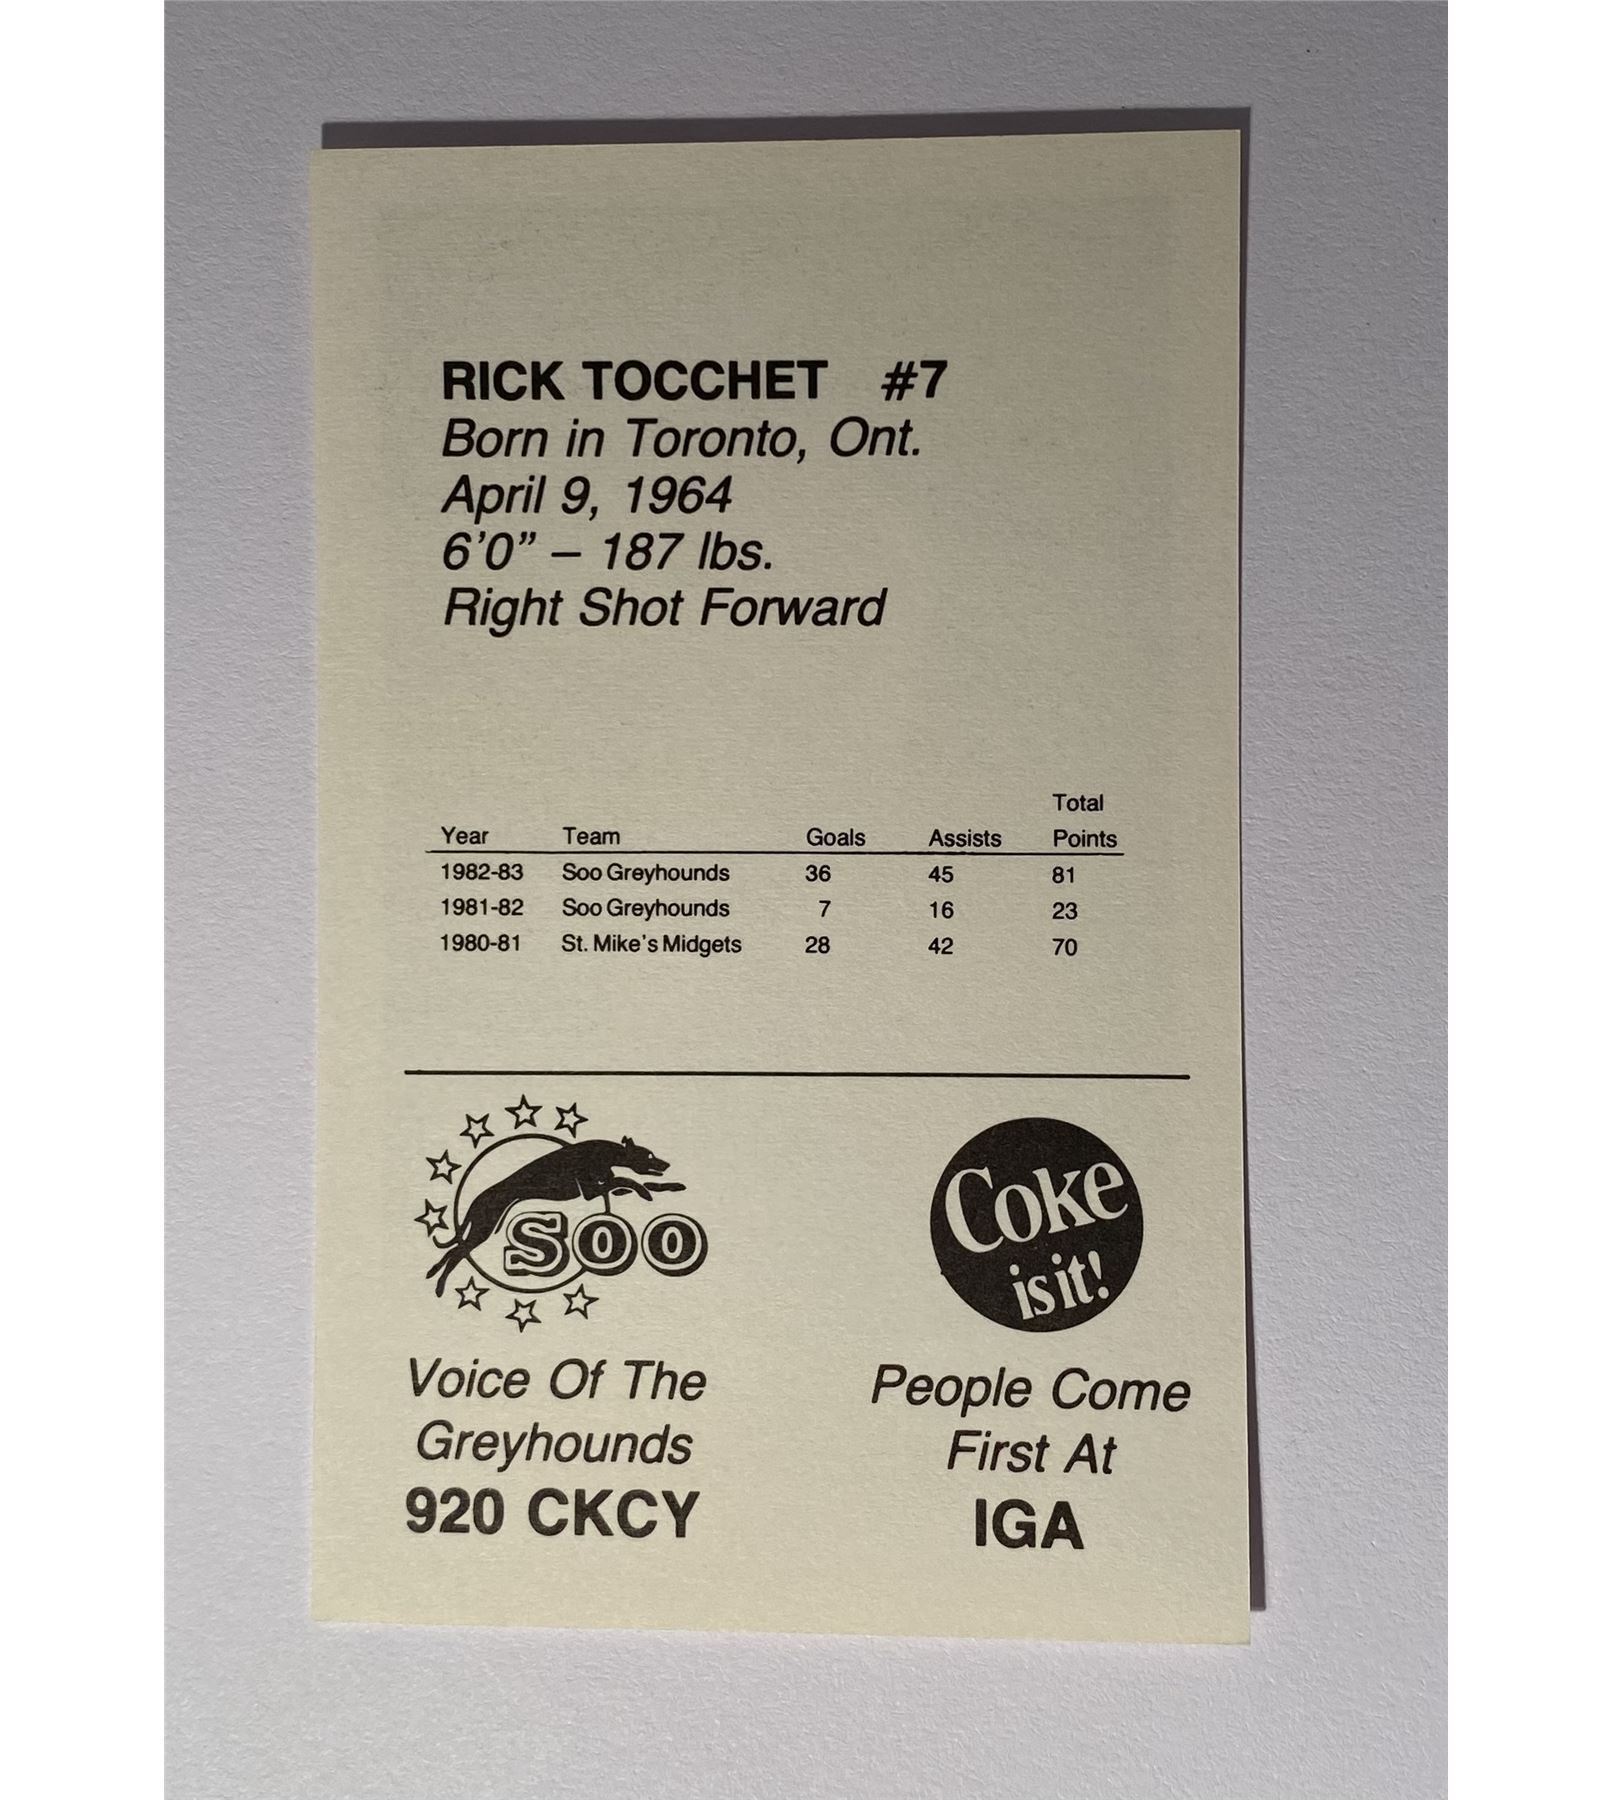 RICK TOCCHET #7
Born in Toronto, Ont.
April 9, 1964
6'0” – 187 lbs.
Right Shot Forward
Total
Year Team Goals Assists Points
1982-83 Soo Greyhounds 36 45 81
1981-82 Soo Greyhounds 7 16 23
1980-81 St. Mike's Midgets 28 42 70
Soo
Voice Of The
Greyhounds
920 CKCY
Coke
is it!
People Come
First At
IGA